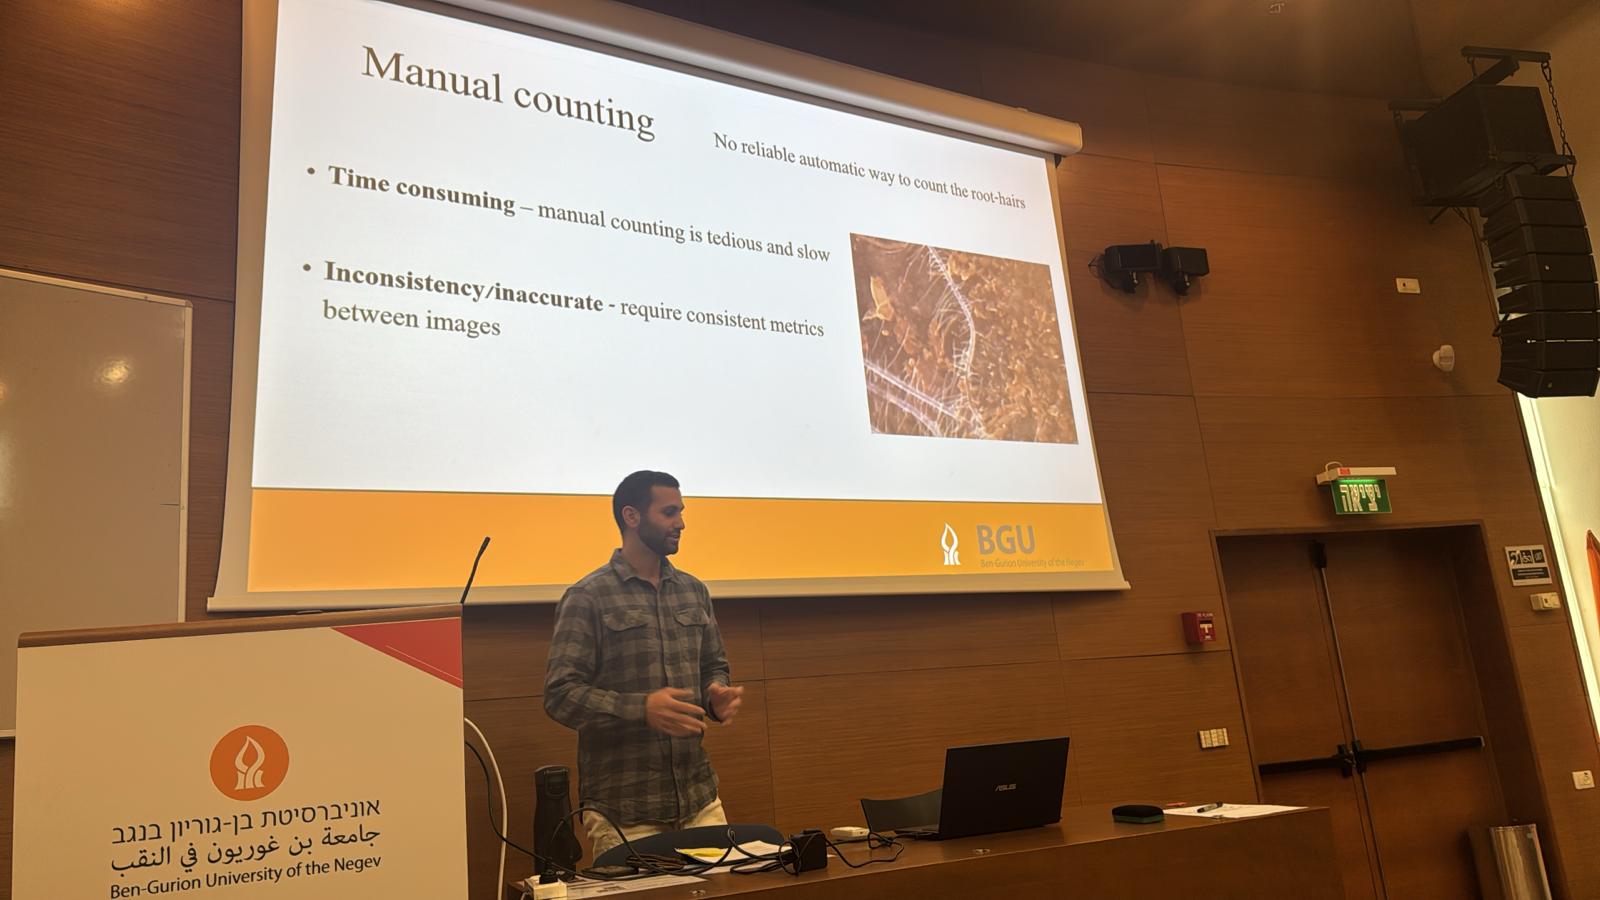 Manual counting
No reliable automatic way to count the root-hairs
• Time consuming – manual counting is tedious and slow
• Inconsistency/inaccurate - require consistent metrics
between images
BGU
Ben-Gurion University of the Negev
יציאה
אוניברסיטת בן-גוריון בנגב
جامعة بن غوريون في النقب
Ben-Gurion University of the Negev
ASUS